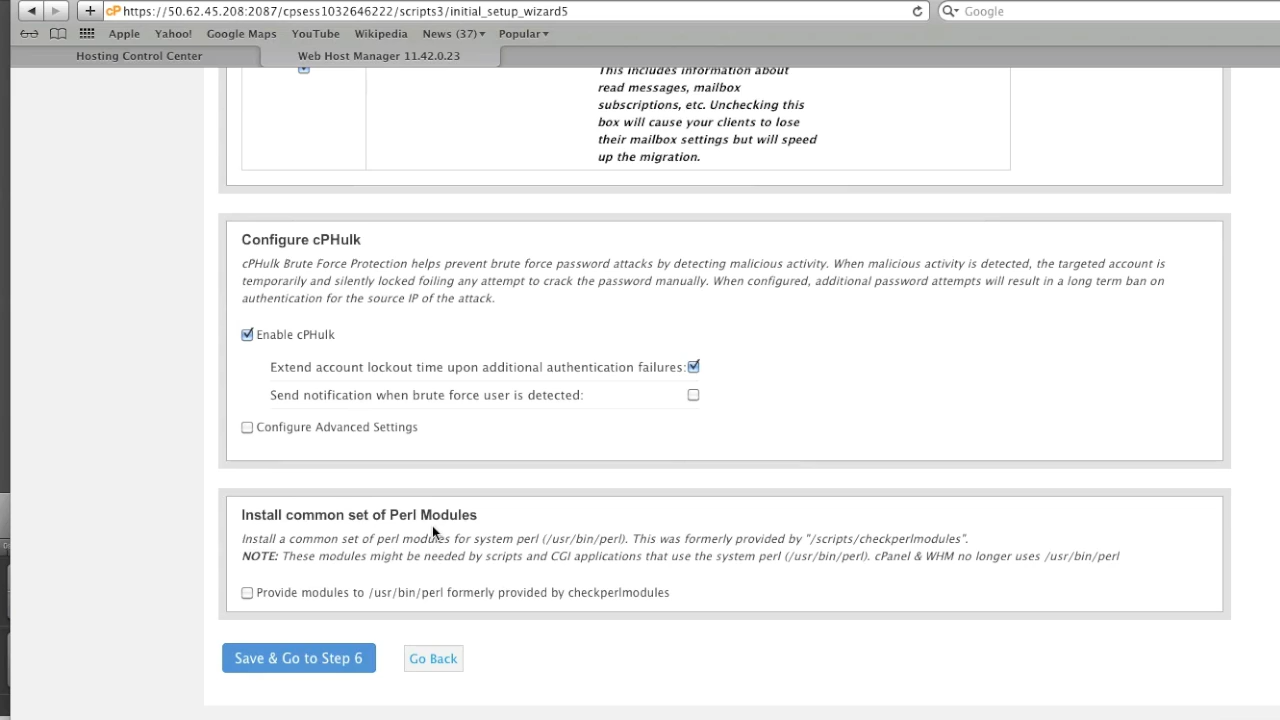 cP https://50.62.45.208:2087/cpsess1032646222/scripts3/initial_setup_wizard5
Google
Apple Yahoo! Google Maps YouTube Wikipedia News (37) Popular
Hosting Control Center Web Host Manager 11.42.0.23
This includes information about
read messages, mailbox
subscriptions, etc. Unchecking this
box will cause your clients to lose
their mailbox settings but will speed
up the migration.
Configure cPHulk
cPHulk Brute Force Protection helps prevent brute force password attacks by detecting malicious activity. When malicious activity is detected, the targeted account is
temporarily and silently locked foiling any attempt to crack the password manually. When configured, additional password attempts will result in a long term ban on
authentication for the source IP of the attack.
Enable cPHulk
Extend account lockout time upon additional authentication failures:
Send notification when brute force user is detected:
Configure Advanced Settings
Install common set of Perl Modules
Install a common set of perl modules for system perl (/usr/bin/perl). This was formerly provided by "/scripts/checkperlmodules".
NOTE: These modules might be needed by scripts and CGI applications that use the system perl (/usr/bin/perl). cPanel & WHM no longer uses /usr/bin/perl
Provide modules to /usr/bin/perl formerly provided by checkperlmodules
Save & Go to Step 6 Go Back